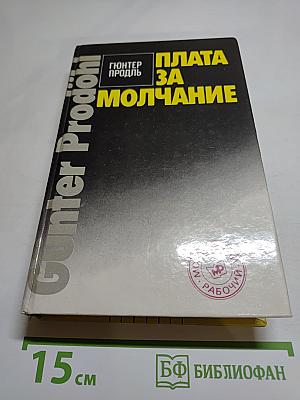 Günter Prodöhl
ГЮНТЕР
ПРОДЛЬ
ПЛАТА
ЗА
МОЛЧАНИЕ
РАБОЧИЙ
15 см
БФ БИБЛИОФАН